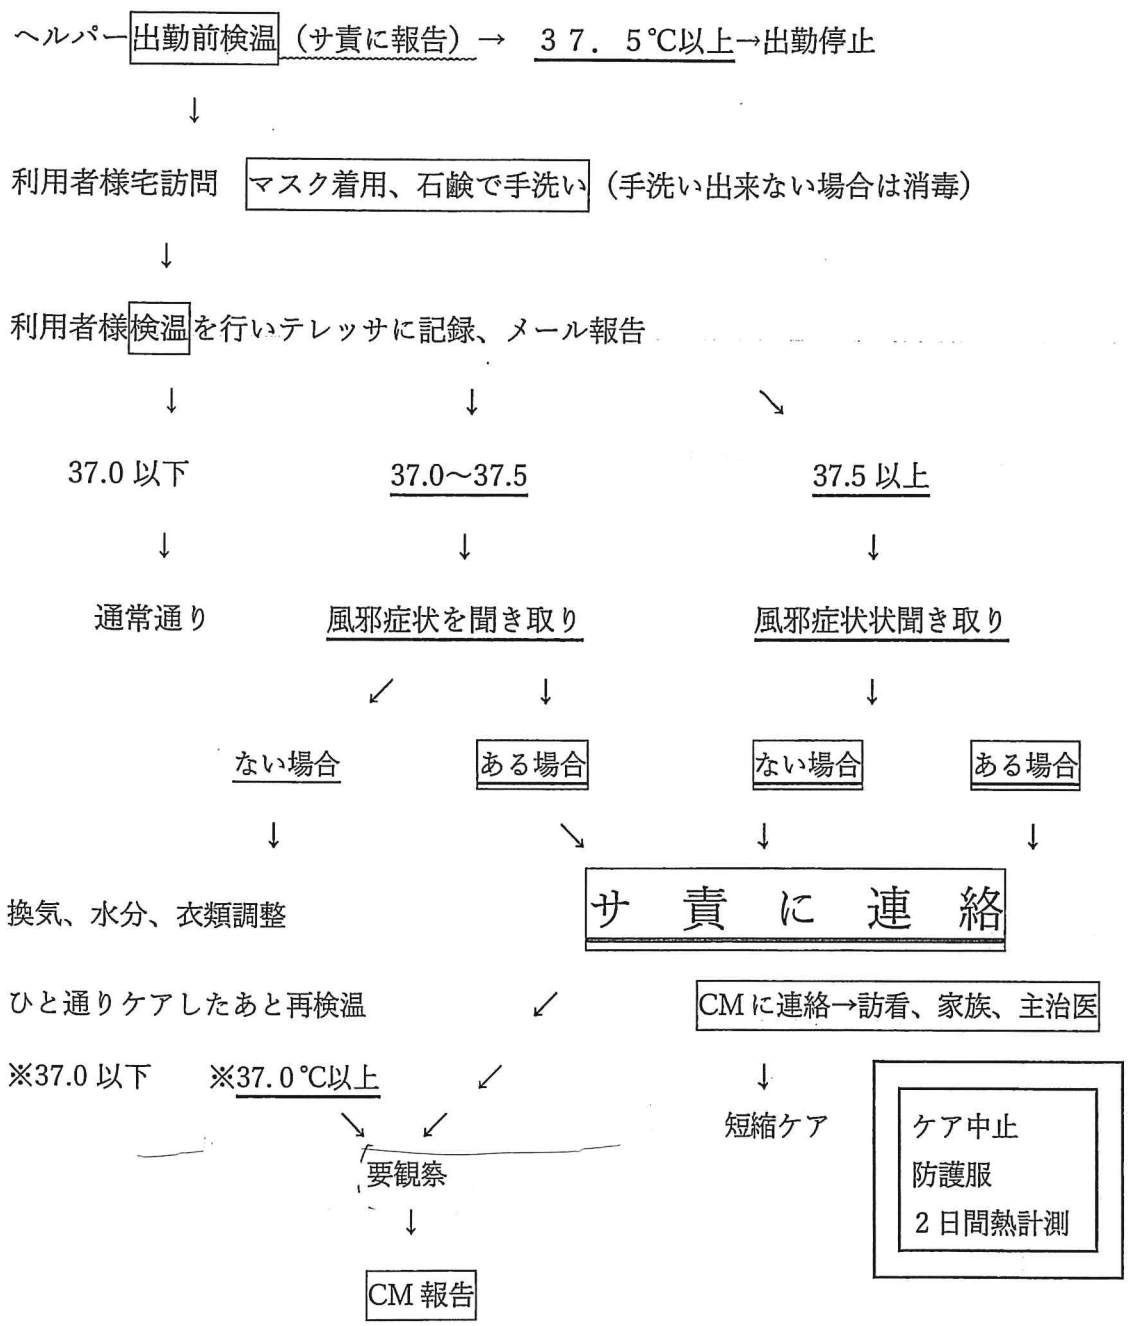 ヘルパー出勤前検温（サ責に報告）→ ３７．５℃以上→出勤停止
↓
利用者様宅訪問 マスク着用、石鹸で手洗い（手洗い出来ない場合は消毒）
↓
利用者様検温を行いテレッサに記録、メール報告
↓ ↓ ↘
37.0 以下 37.0～37.5 37.5 以上
↓ ↓ ↓
通常通り 風邪症状を聞き取り 風邪症状状聞き取り
↙ ↓ ↓
ない場合 ある場合 ない場合 ある場合
↓ ↘ ↓ ↓
サ責に連絡
換気、水分、衣類調整
ひと通りケアしたあと再検温 ↙ CMに連絡→訪看、家族、主治医
※37.0 以下 ※37.0℃以上 ↙ ↓
↘ ↙ 短縮ケア ケア中止
防護服
要観察
２日間熱計測
↓
CM 報告